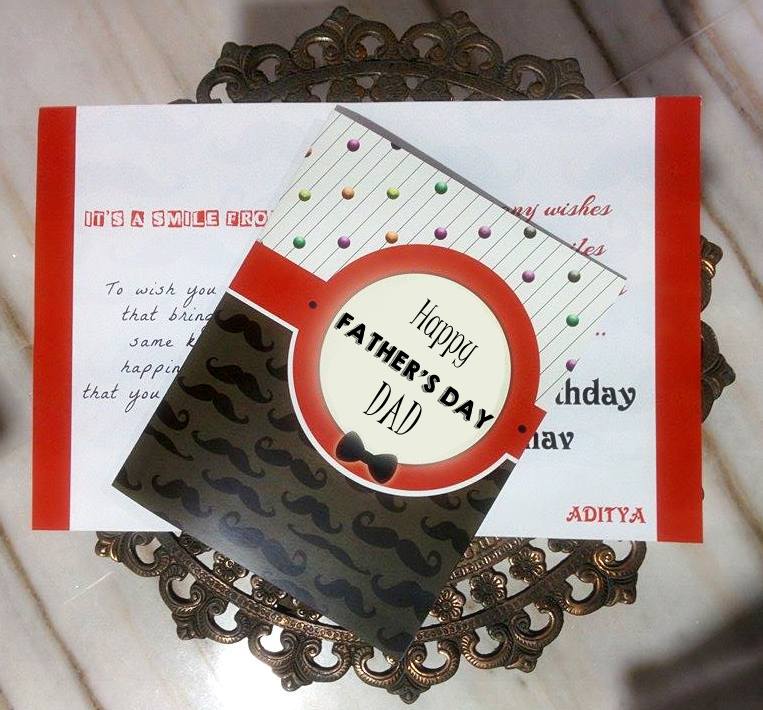 IT'S A SMILE FRO
To wish you
that bring
same k
happin
that you
Happy
FATHER'S DAY
DAD
ny wishes
iles
..
thday
hav
ADITYA